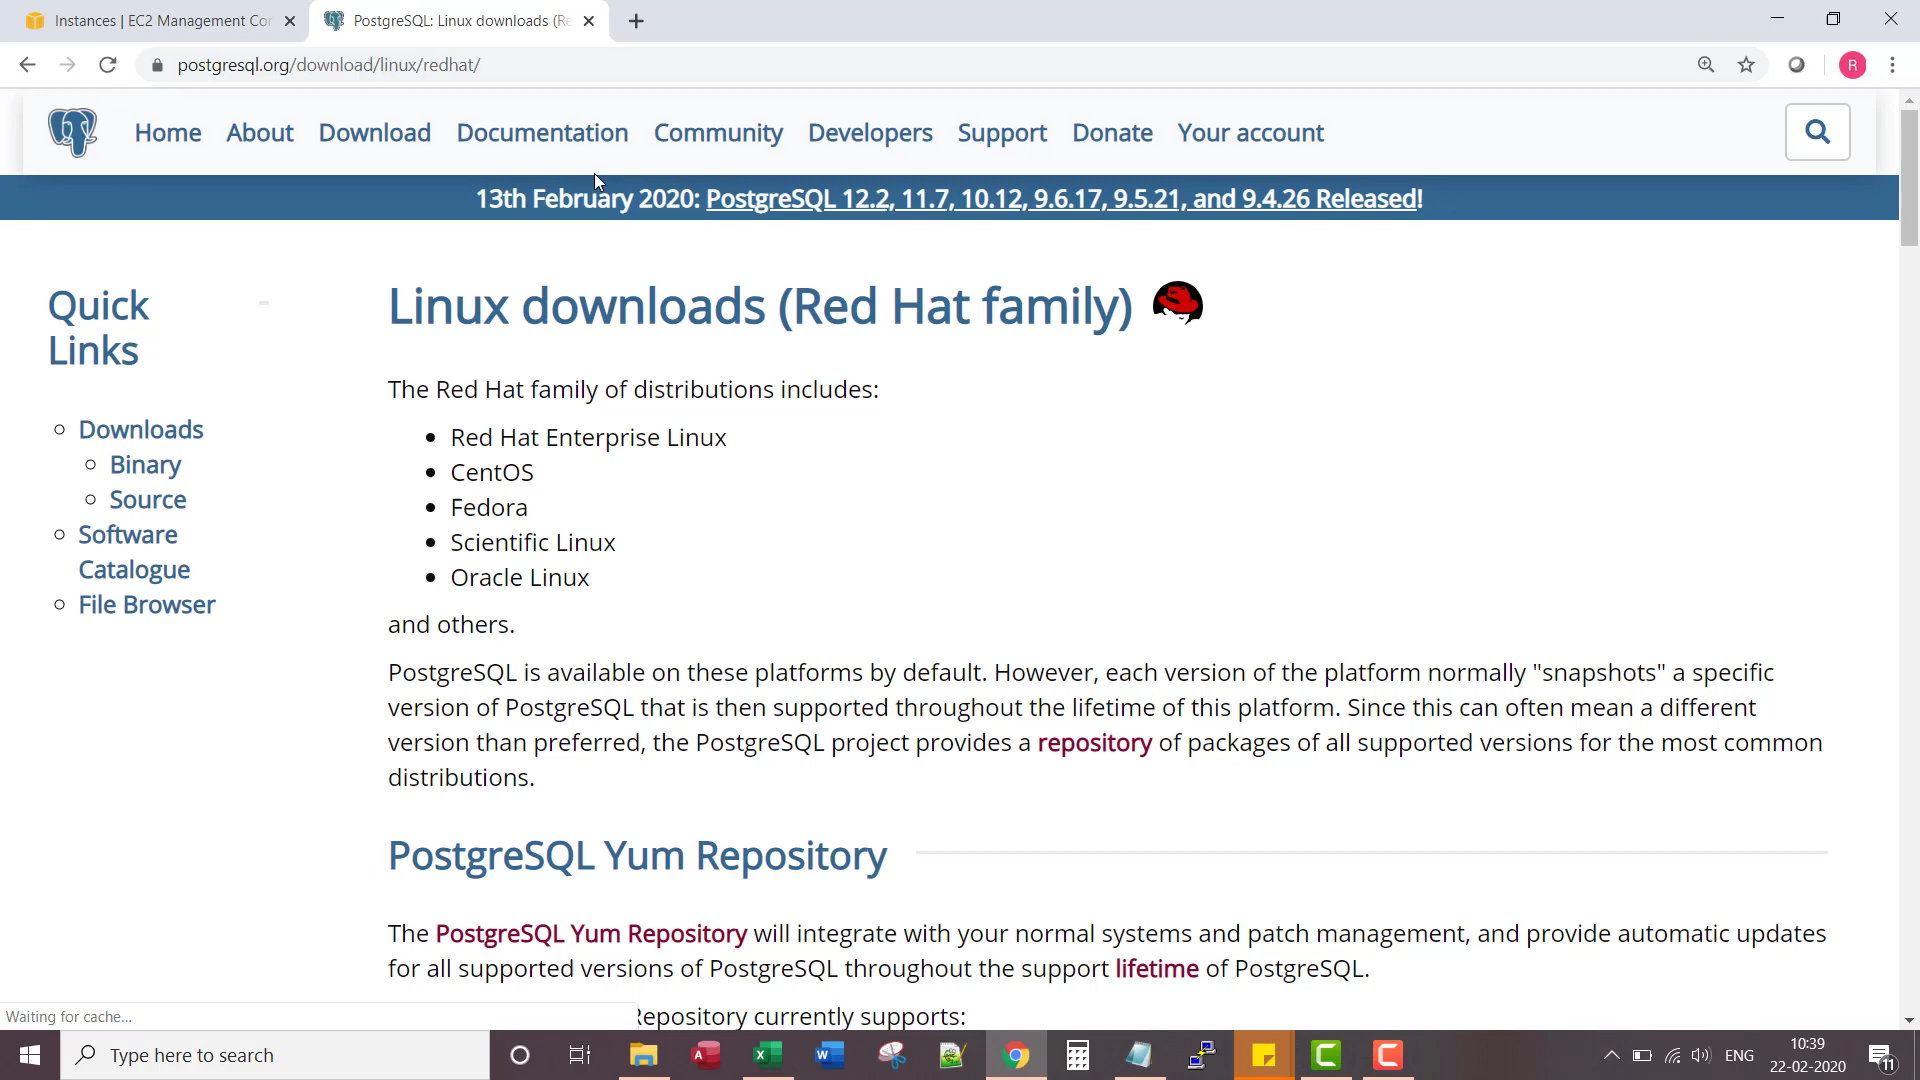 Instances | EC2 Management Cor
PostgreSQL: Linux downloads (Re
postgresql.org/download/linux/redhat/
R
Home About Download Documentation Community Developers Support Donate Your account
13th February 2020: PostgreSQL 12.2, 11.7, 10.12, 9.6.17, 9.5.21, and 9.4.26 Released!
Quick
Links
Downloads
Binary
Source
Software
Catalogue
File Browser
Linux downloads (Red Hat family)
The Red Hat family of distributions includes:
Red Hat Enterprise Linux
CentOS
Fedora
Scientific Linux
Oracle Linux
and others.
PostgreSQL is available on these platforms by default. However, each version of the platform normally "snapshots" a specific
version of PostgreSQL that is then supported throughout the lifetime of this platform. Since this can often mean a different
version than preferred, the PostgreSQL project provides a repository of packages of all supported versions for the most common
distributions.
PostgreSQL Yum Repository
The PostgreSQL Yum Repository will integrate with your normal systems and patch management, and provide automatic updates
for all supported versions of PostgreSQL throughout the support lifetime of PostgreSQL.
Repository currently supports:
Waiting for cache...
Type here to search
ENG
10:39
22-02-2020
11